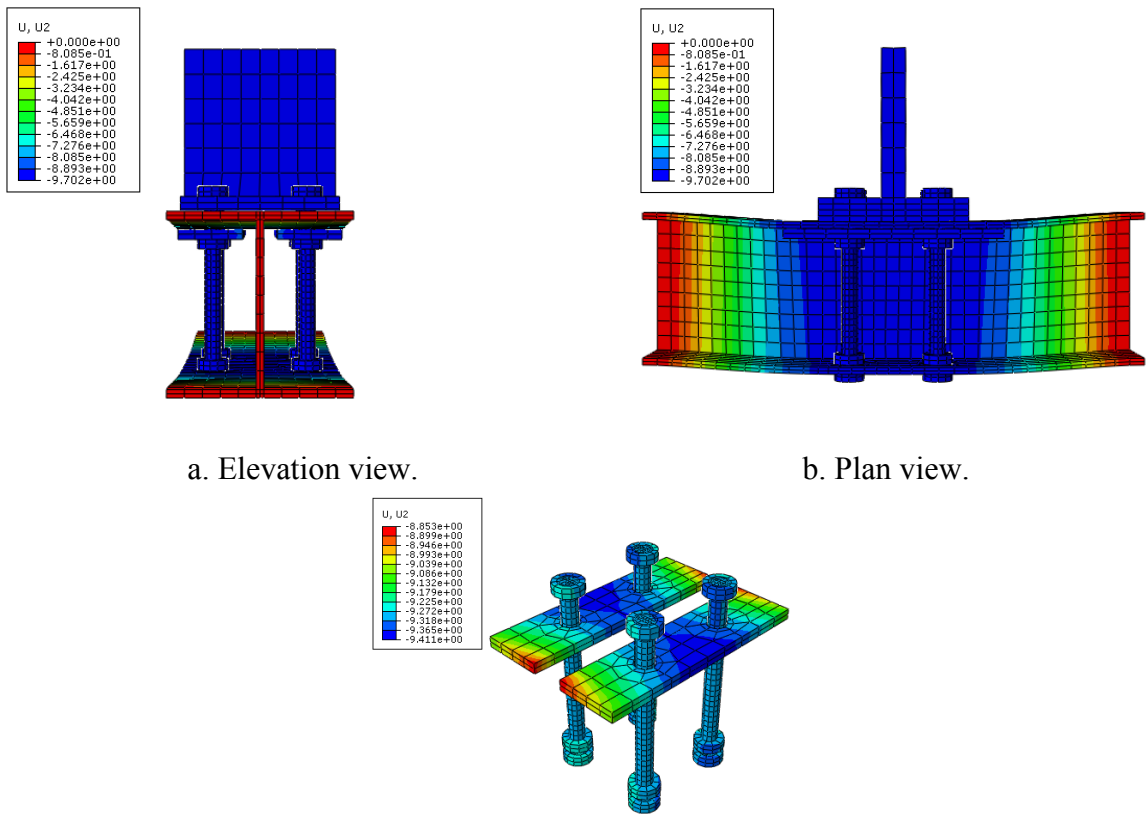 U, U2
+0.000e+00
-8.085e-01
-1.617e+00
-2.425e+00
-3.234e+00
-4.042e+00
-4.851e+00
-5.659e+00
-6.468e+00
-7.276e+00
-8.085e+00
-8.893e+00
-9.702e+00
U, U2
+0.000e+00
-8.085e-01
-1.617e+00
-2.425e+00
-3.234e+00
-4.042e+00
-4.851e+00
-5.659e+00
-6.468e+00
-7.276e+00
-8.085e+00
-8.893e+00
-9.702e+00
a. Elevation view.
b. Plan view.
U, U2
-8.853e+00
-8.899e+00
-8.946e+00
-8.993e+00
-9.039e+00
-9.086e+00
-9.132e+00
-9.179e+00
-9.225e+00
-9.272e+00
-9.318e+00
-9.365e+00
-9.411e+00